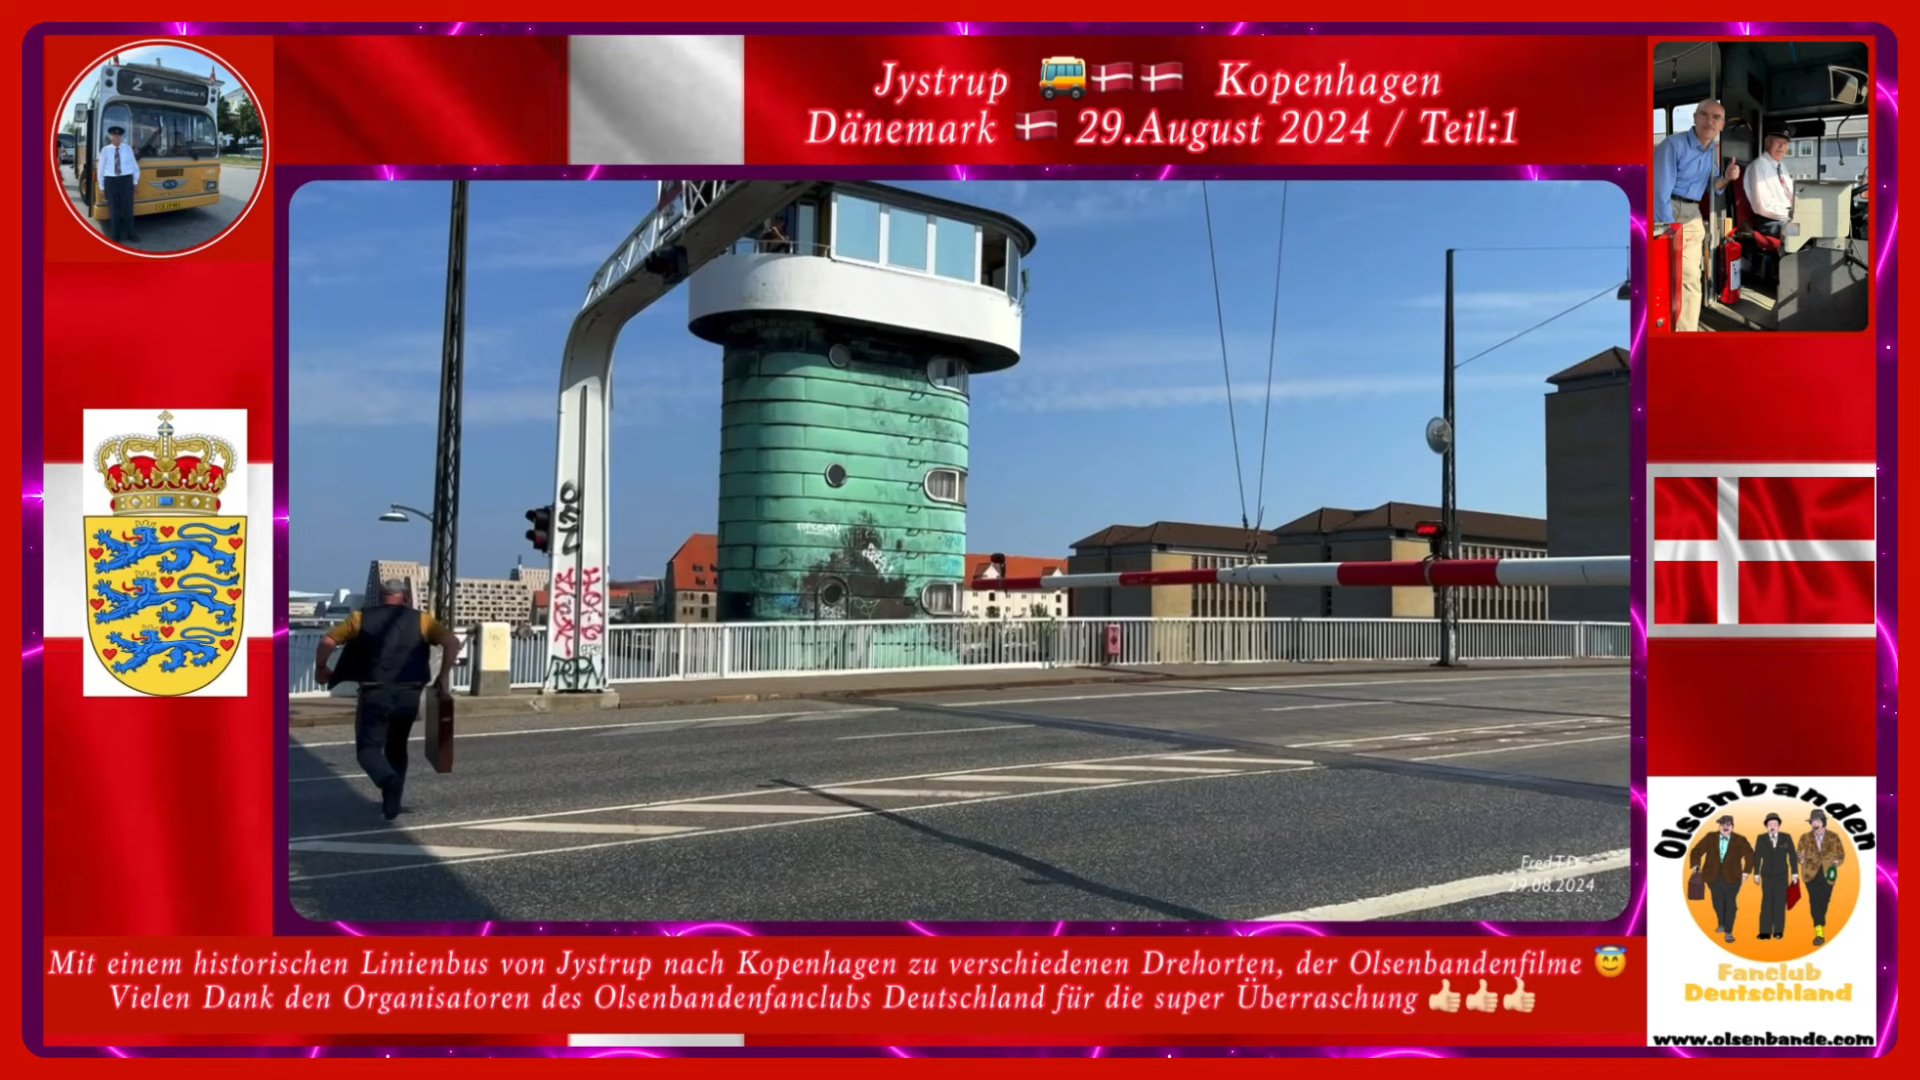 Jystrup 🚌🇩🇰🇩🇰 Kopenhagen
Dänemark 🇩🇰 29.August 2024 / Teil:1
2
29.08.2024
Mit einem historischen Linienbus von Jystrup nach Kopenhagen zu verschiedenen Drehorten, der Olsenbandenfilme 😇
Vielen Dank den Organisatoren des Olsenbandenfanclubs Deutschland für die super Überraschung 👍🏻👍🏻👍🏻
Olsenbanden
Fanclub
Deutschland
www.olsenbande.com